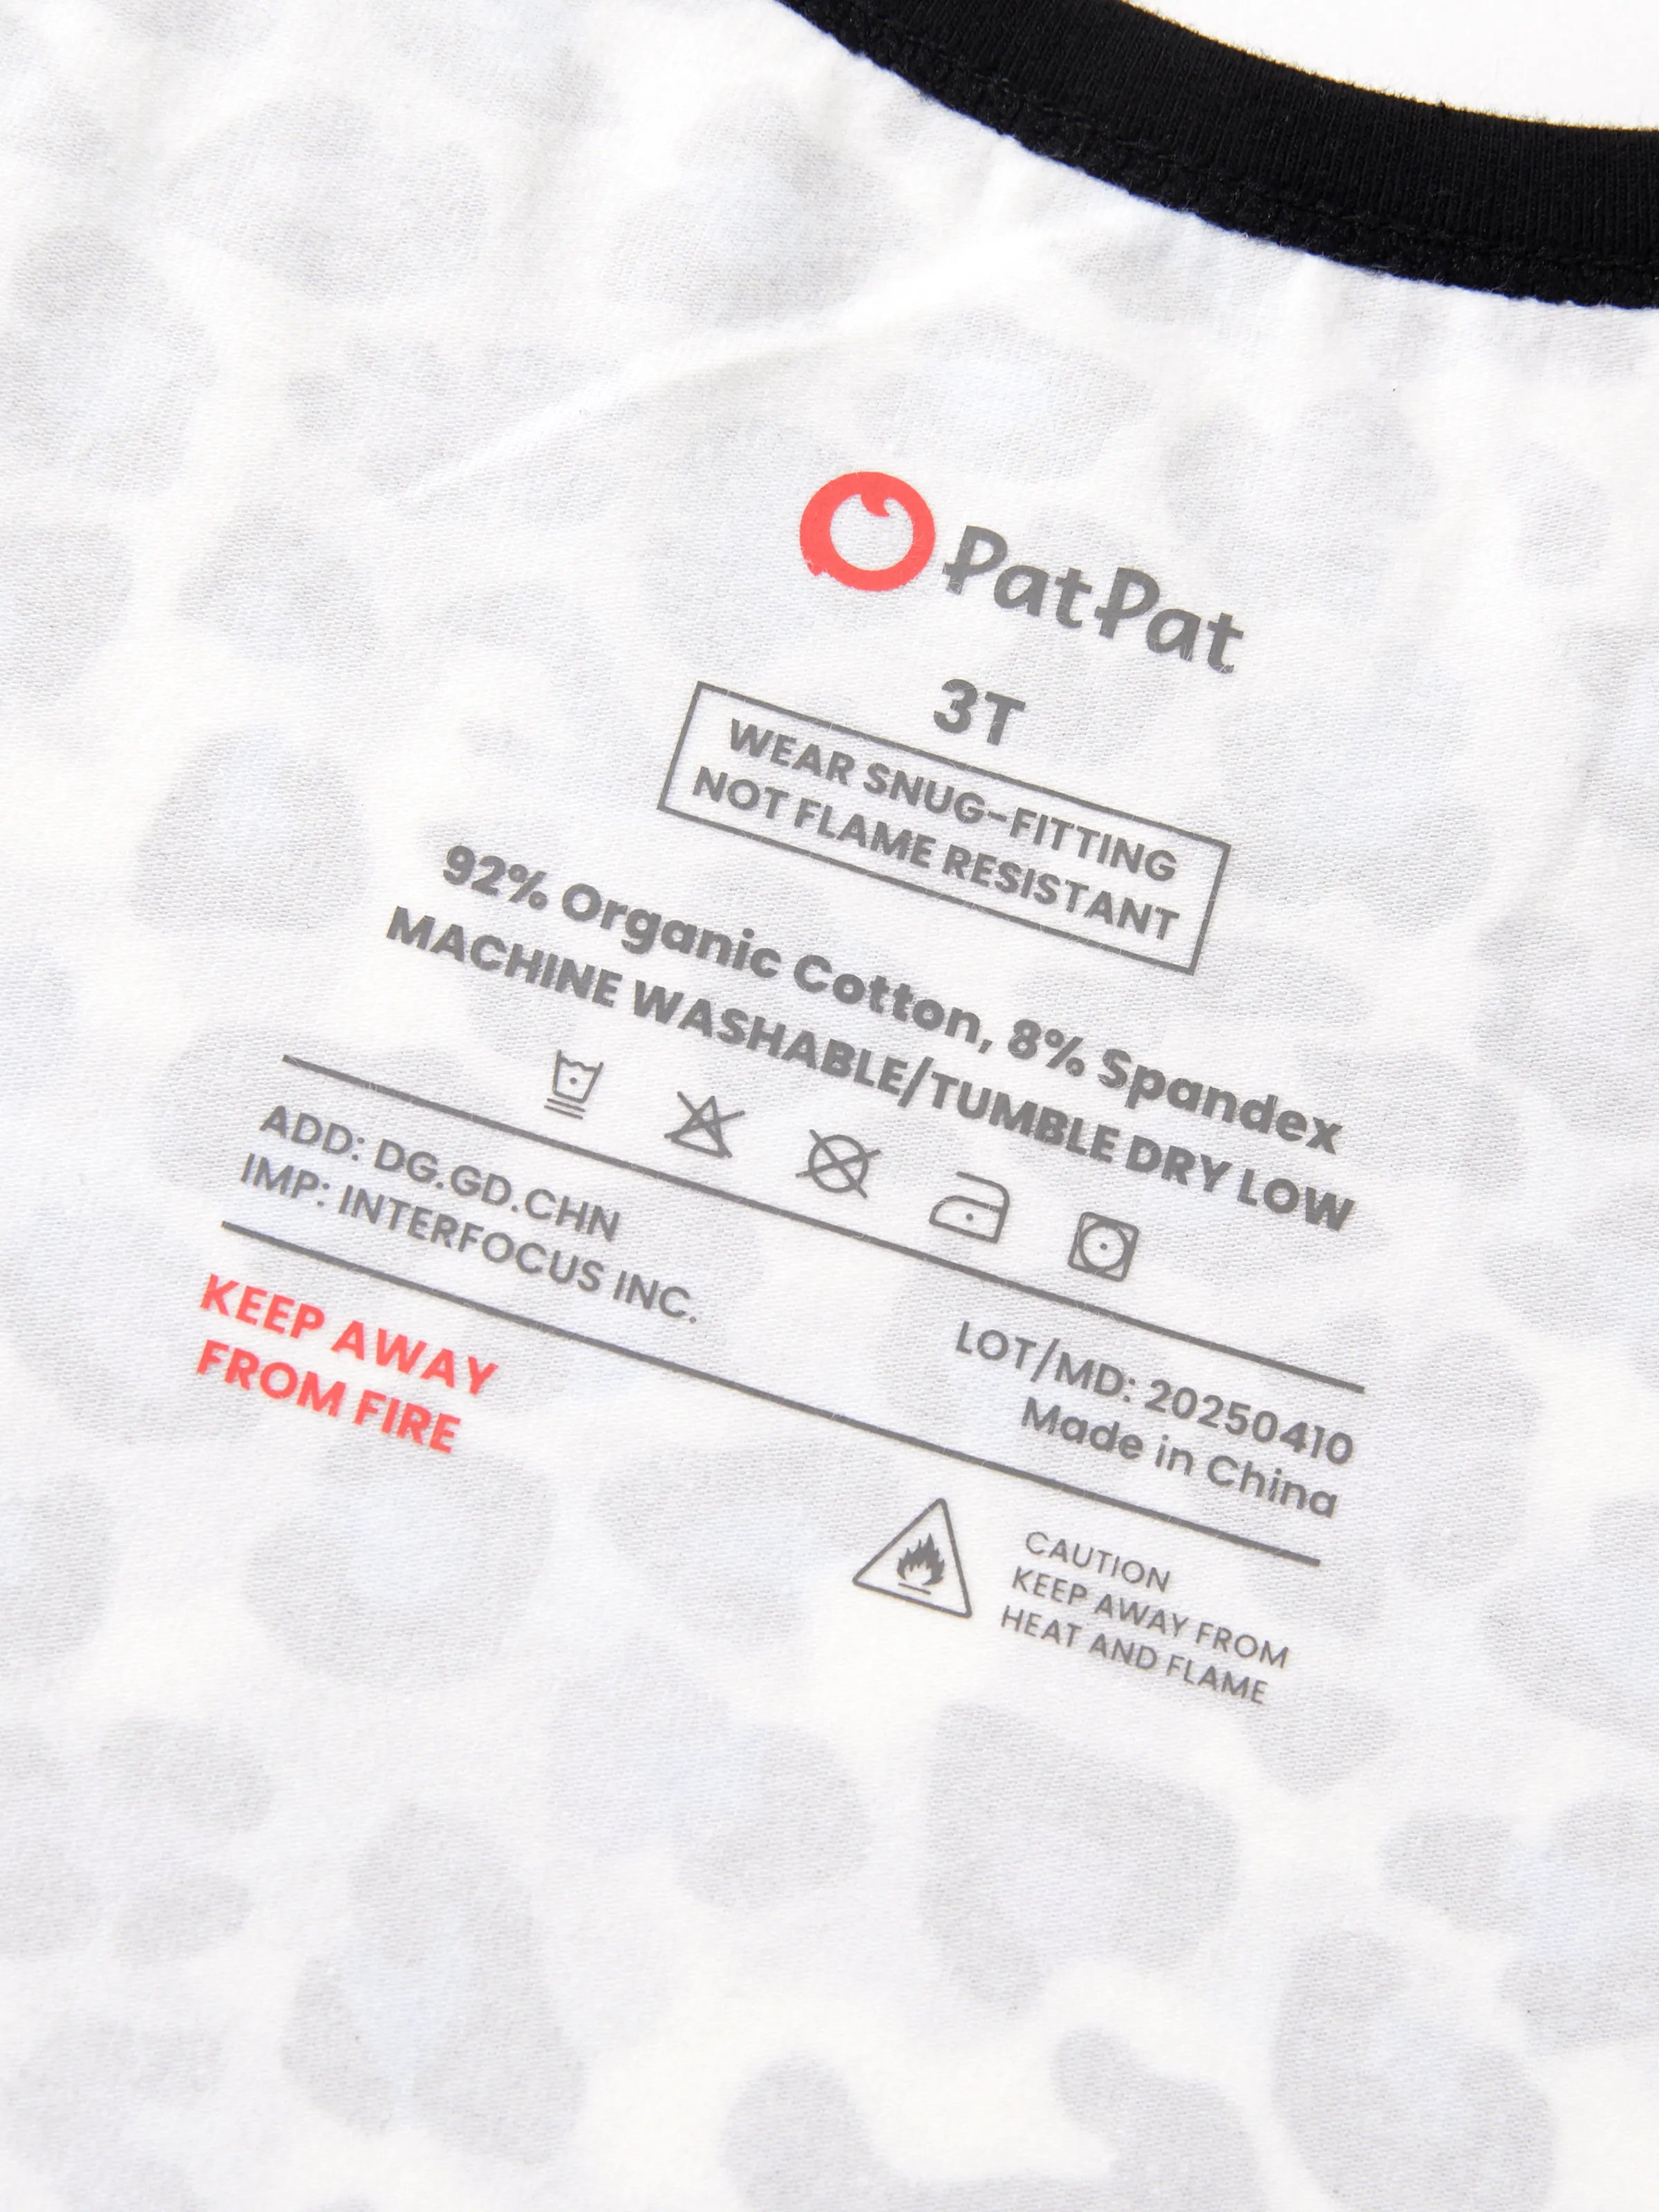 PatPat
3T
WEAR SNUG-FITTING
NOT FLAME RESISTANT
92% Organic Cotton, 8% Spandex
MACHINE WASHABLE/TUMBLE DRY LOW
ADD: DG.GD.CHN
IMP: INTERFOCUS INC.
LOT/MD: 20250410
Made in China
KEEP AWAY
FROM FIRE
CAUTION
KEEP AWAY FROM
HEAT AND FLAME